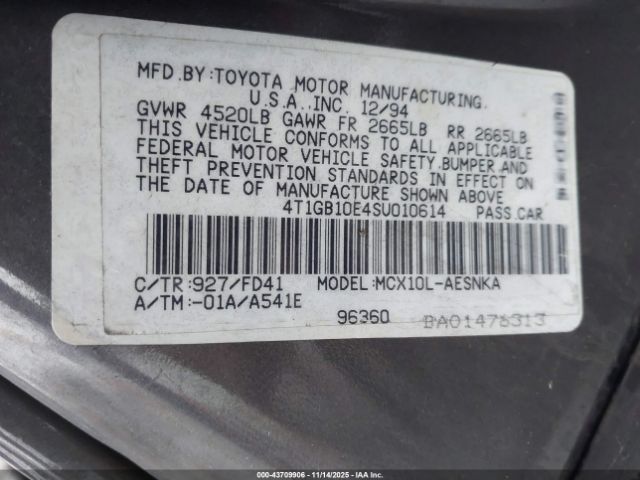 MFD.BY:TOYOTA MOTOR MANUFACTURING,
U.S.A.,INC. 12/94
GVWR 4520LB GAWR FR 2665LB RR 2665LB
THIS VEHICLE CONFORMS TO ALL APPLICABLE
FEDERAL MOTOR VEHICLE SAFETY,BUMPER,AND
THEFT PREVENTION STANDARDS IN EFFECT ON
THE DATE OF MANUFACTURE SHOWN ABOVE
4T1GB10E4SU010614 PASS.CAR
C/TR:927/FD41 MODEL:MCX10L-AESNKA
A/TM:-01A/A541E
96360 BA01476313
000-43709906 - 11/14/2025 - IAA Inc.